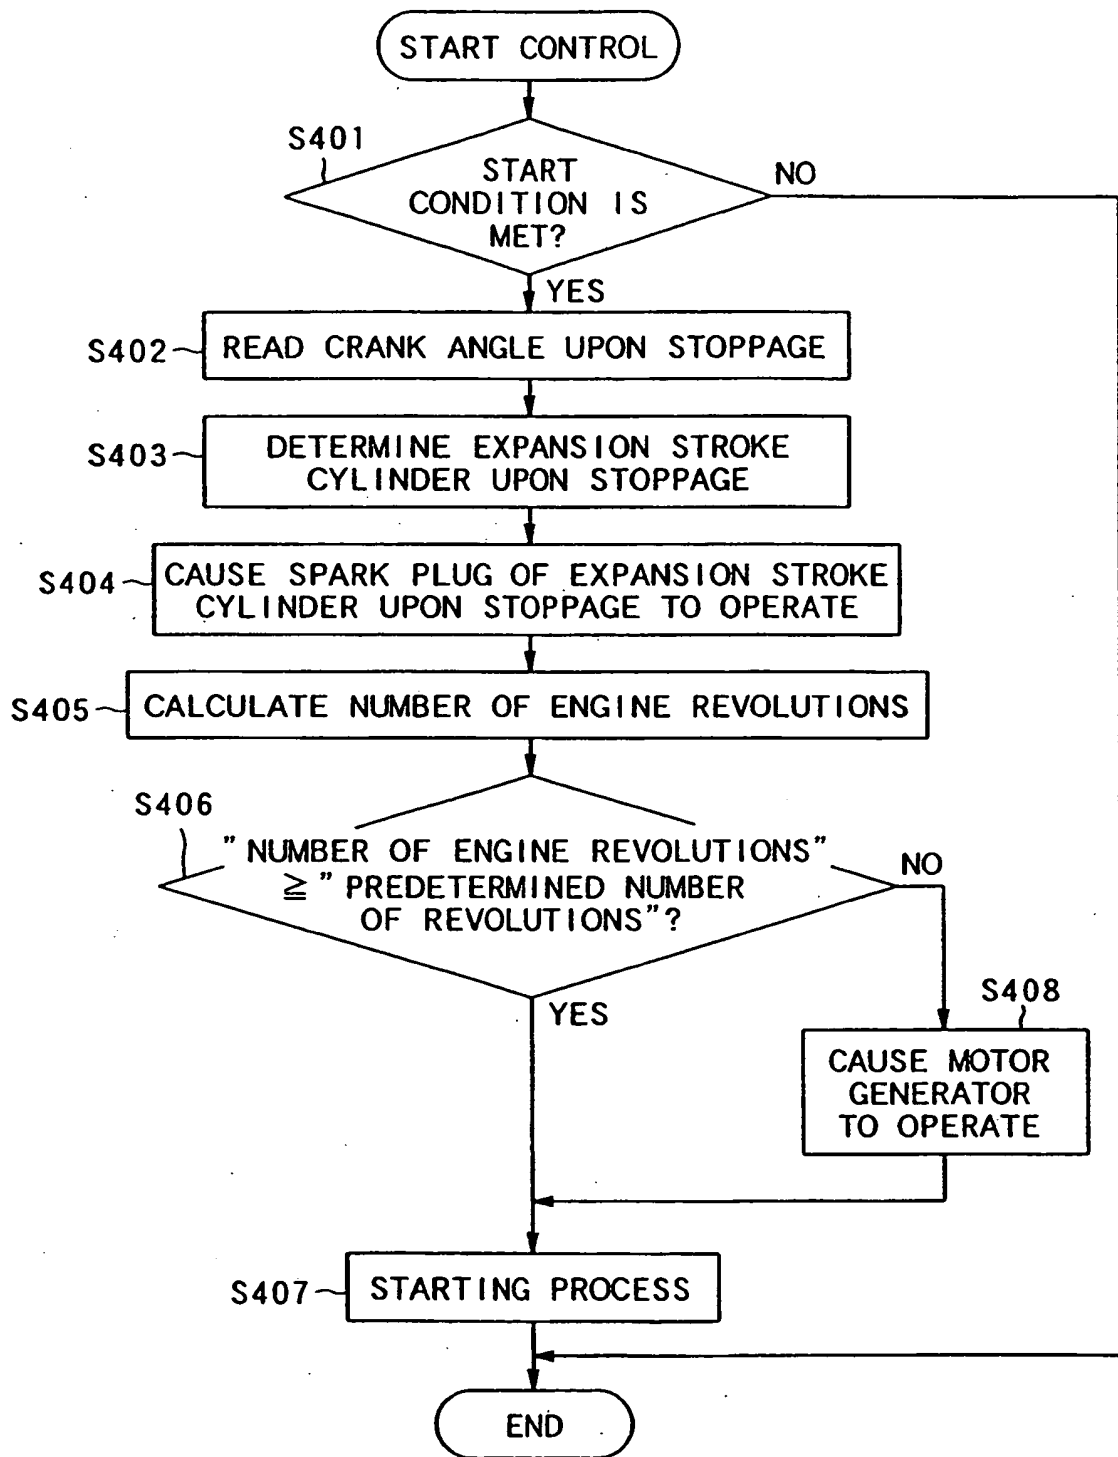 START CONTROL
S401
START
CONDITION IS
MET?
NO
YES
S402
READ CRANK ANGLE UPON STOPPAGE
S403
DETERMINE EXPANSION STROKE
CYLINDER UPON STOPPAGE
S404
CAUSE SPARK PLUG OF EXPANSION STROKE
CYLINDER UPON STOPPAGE TO OPERATE
S405
CALCULATE NUMBER OF ENGINE REVOLUTIONS
S406
" NUMBER OF ENGINE REVOLUTIONS"
≧ " PREDETERMINED NUMBER
OF REVOLUTIONS"?
NO
YES
S408
CAUSE MOTOR
GENERATOR
TO OPERATE
S407
STARTING PROCESS
END